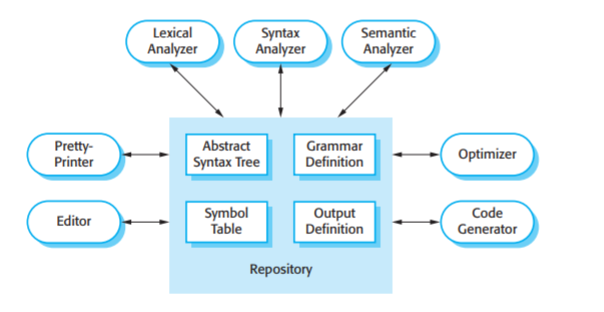 Lexical
Analyzer
Syntax
Analyzer
Semantic
Analyzer
Pretty-
Printer
Abstract
Syntax Tree
Grammar
Definition
Optimizer
Editor
Symbol
Table
Output
Definition
Code
Generator
Repository